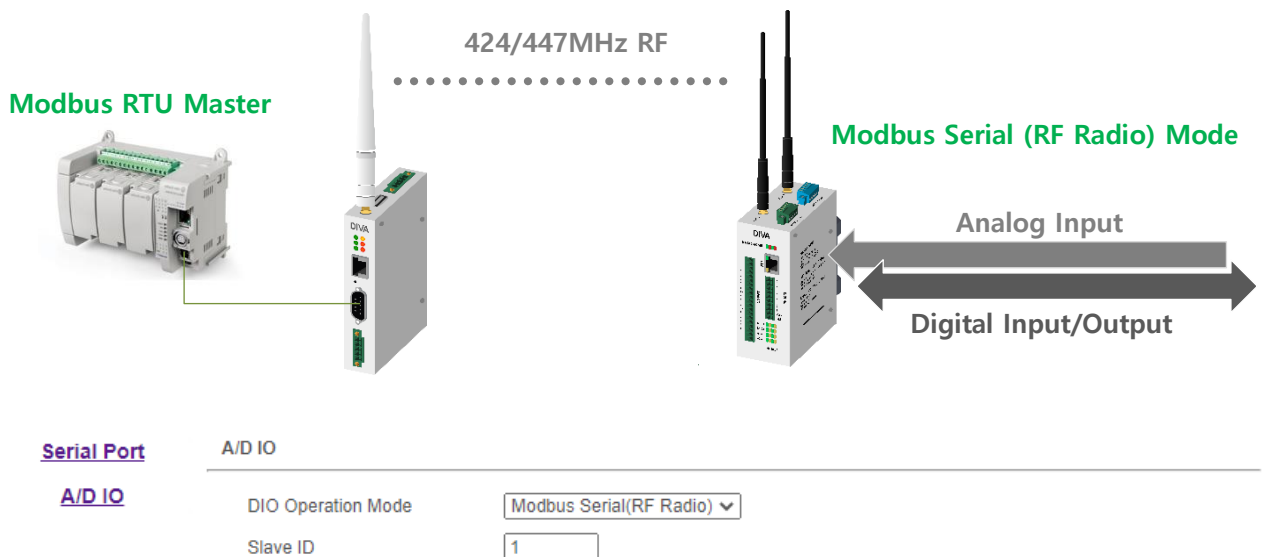 424/447MHz RF
Modbus RTU Master
Modbus Serial (RF Radio) Mode
DIVA
DIVA
Analog Input
Digital Input/Output
Serial Port
A/D IO
A/D IO
DIO Operation Mode
Modbus Serial(RF Radio)
Slave ID
1